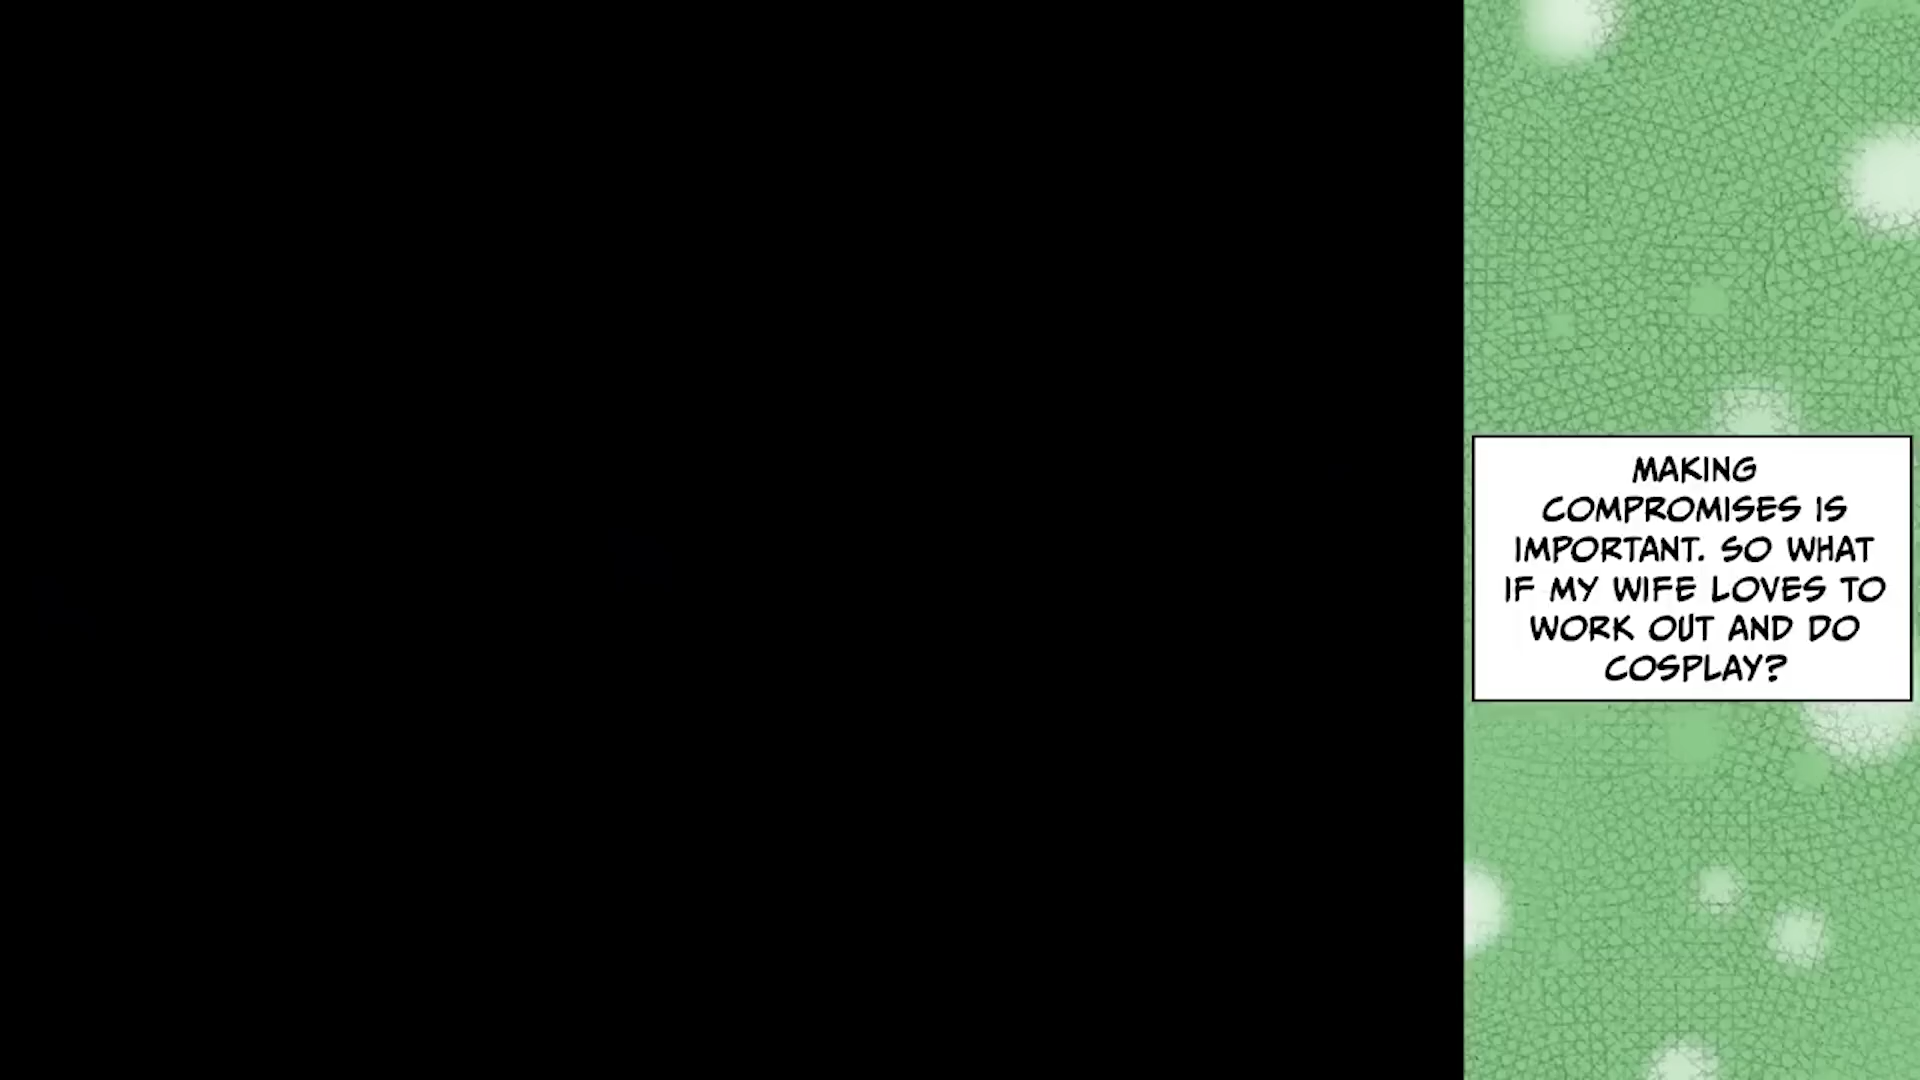 MAKING
COMPROMISES IS
IMPORTANT. SO WHAT
IF MY WIFE LOVES TO
WORK OUT AND DO
COSPLAY?